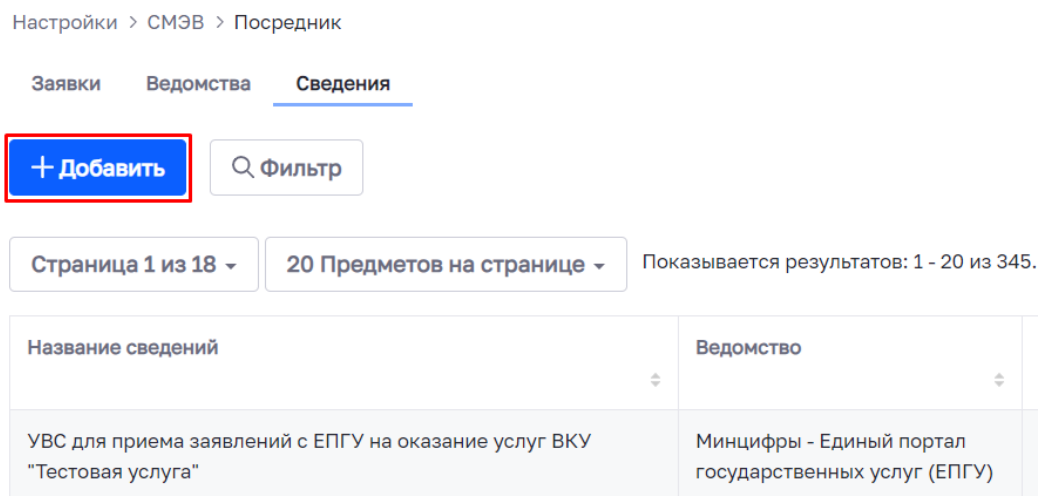 Настройки > СМЭВ > Посредник
Заявки Ведомства Сведения
+ Добавить Фильтр
Страница 1 из 18 20 Предметов на странице Показывается результатов: 1 - 20 из 345.
Название сведений Ведомство
УВС для приема заявлений с ЕПГУ на оказание услуг ВКУ Минцифры - Единый портал
"Тестовая услуга" государственных услуг (ЕПГУ)